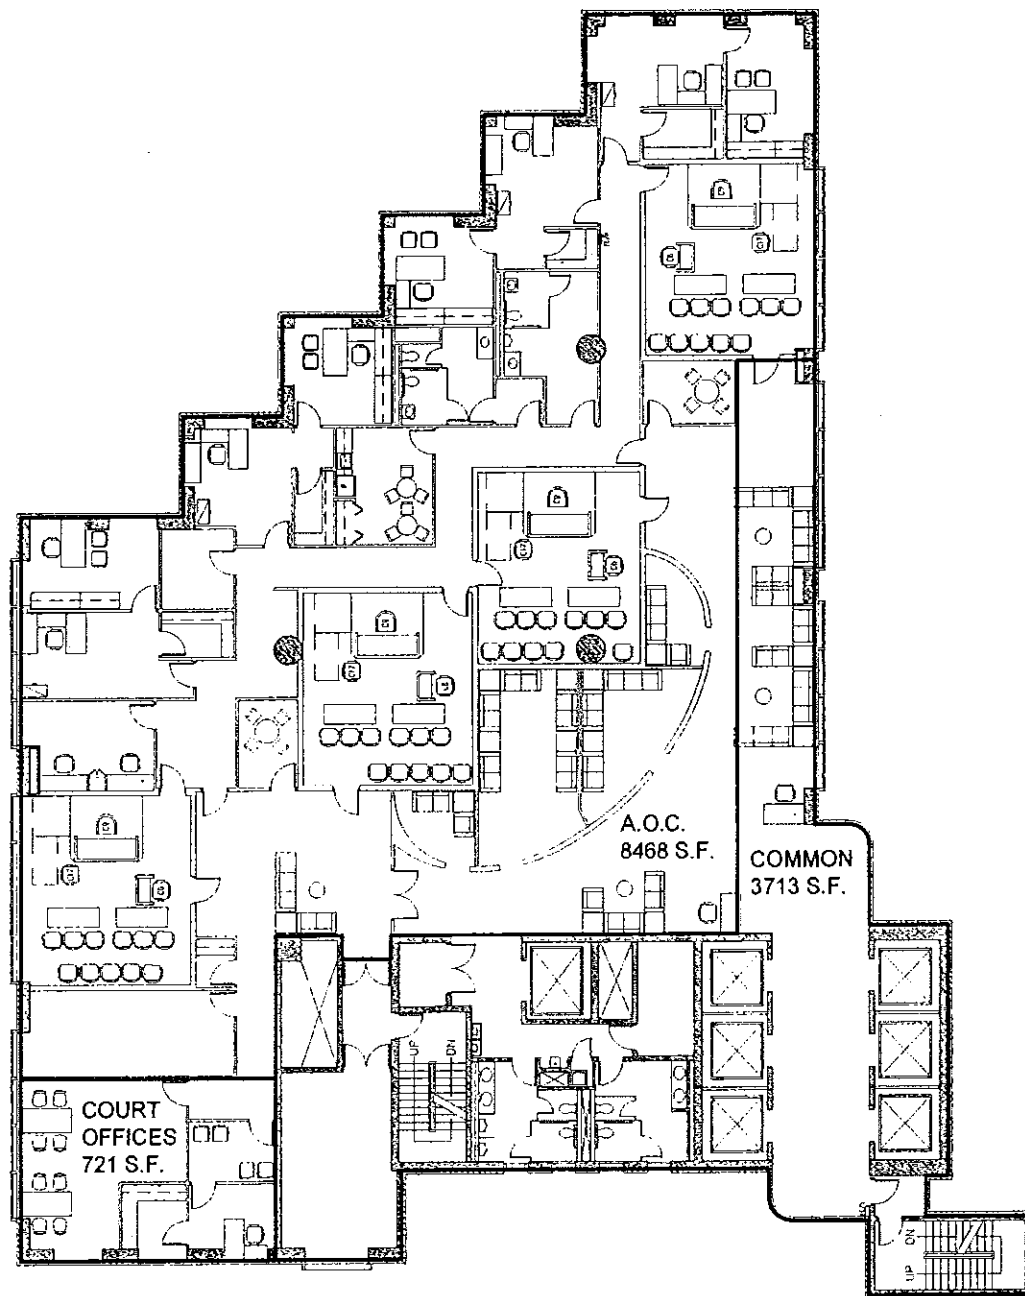 A.O.C.
8468 S.F.
COMMON
3713 S.F.
UP
DN
COURT
OFFICES
721 S.F.
DN
UP